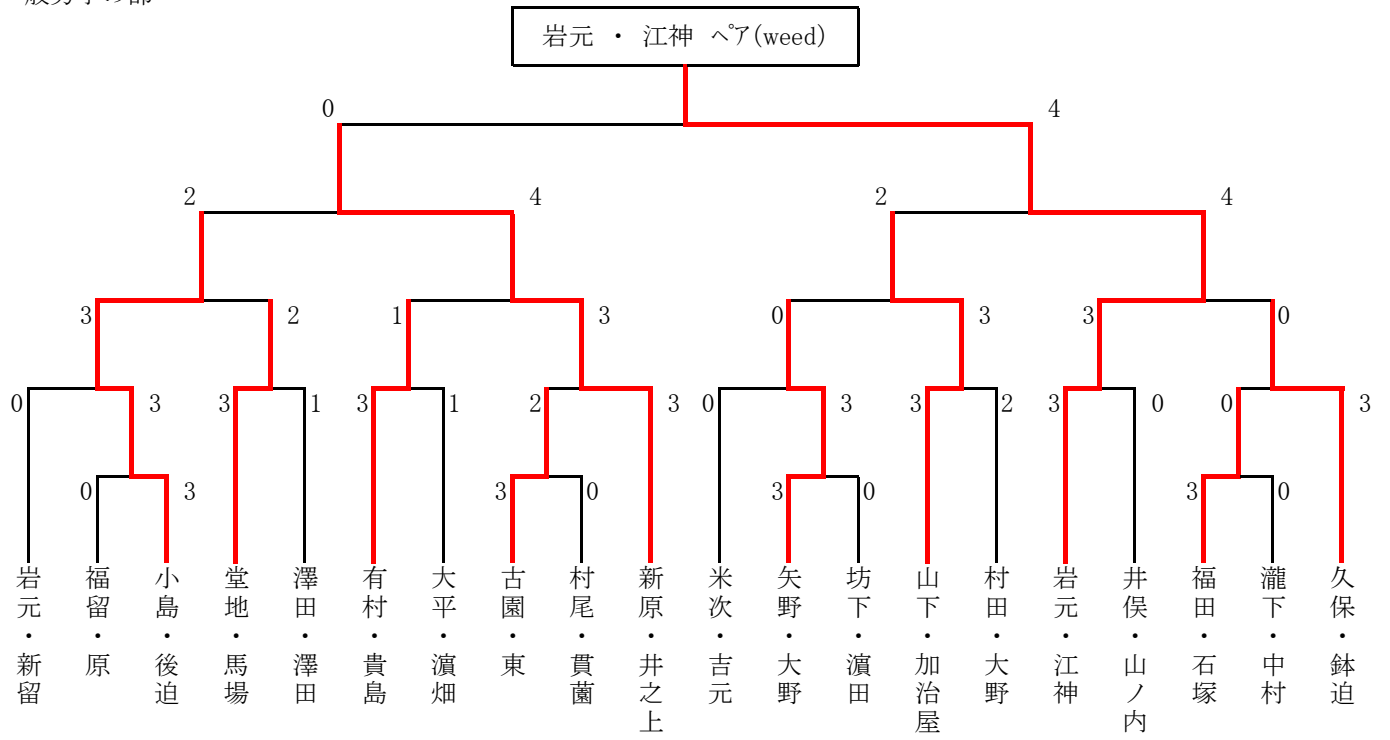 般男子の部
岩元 ・ 江神 ペア(weed)
0 4
2 4 2 4
3 2 1 3 0 3 3 0
0 3 3 1 3 1 2 3 0 3 3 2 3 0 0 3
0 3 3 0 3 0 3 0
岩元・新留
福留・原
小島・後迫
堂地・馬場
澤田・澤田
有村・貴島
大平・濵畑
古園・東
村尾・貫薗
新原・井之上
米次・吉元
矢野・大野
坊下・濵田
山下・加治屋
村田・大野
岩元・江神
井俣・山ノ内
福田・石塚
瀧下・中村
久保・鉢迫